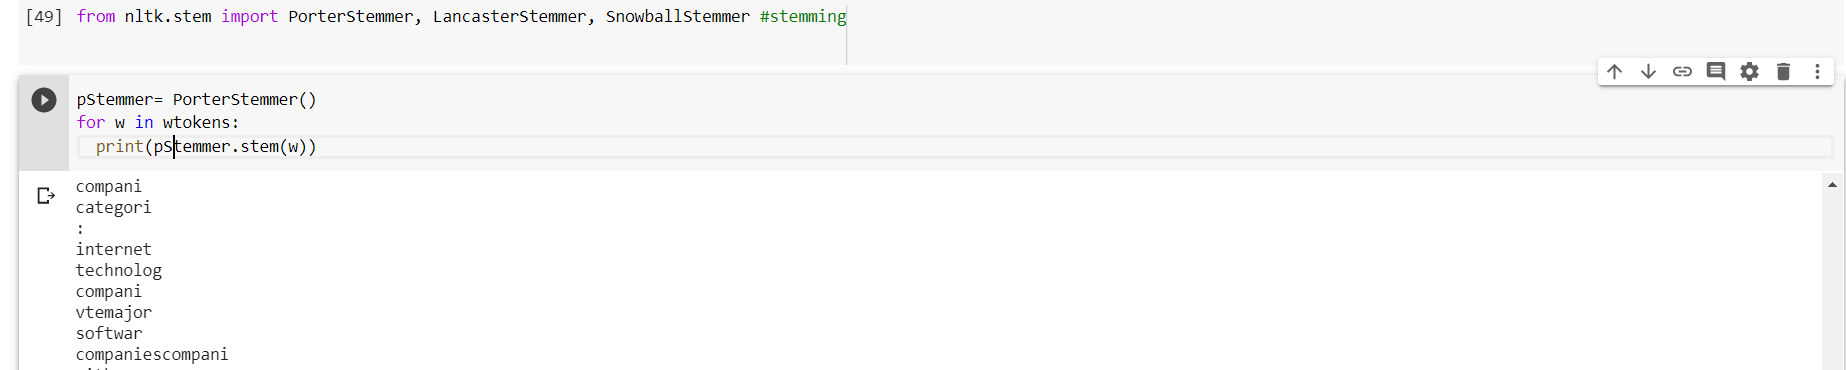 [49] from nltk.stem import PorterStemmer, LancasterStemmer, SnowballStemmer #stemming
pStemmer= PorterStemmer()
for w in wtokens:
  print(pStemmer.stem(w))
compani
categori
:
internet
technolog
compani
vtemajor
softwar
companiescompani